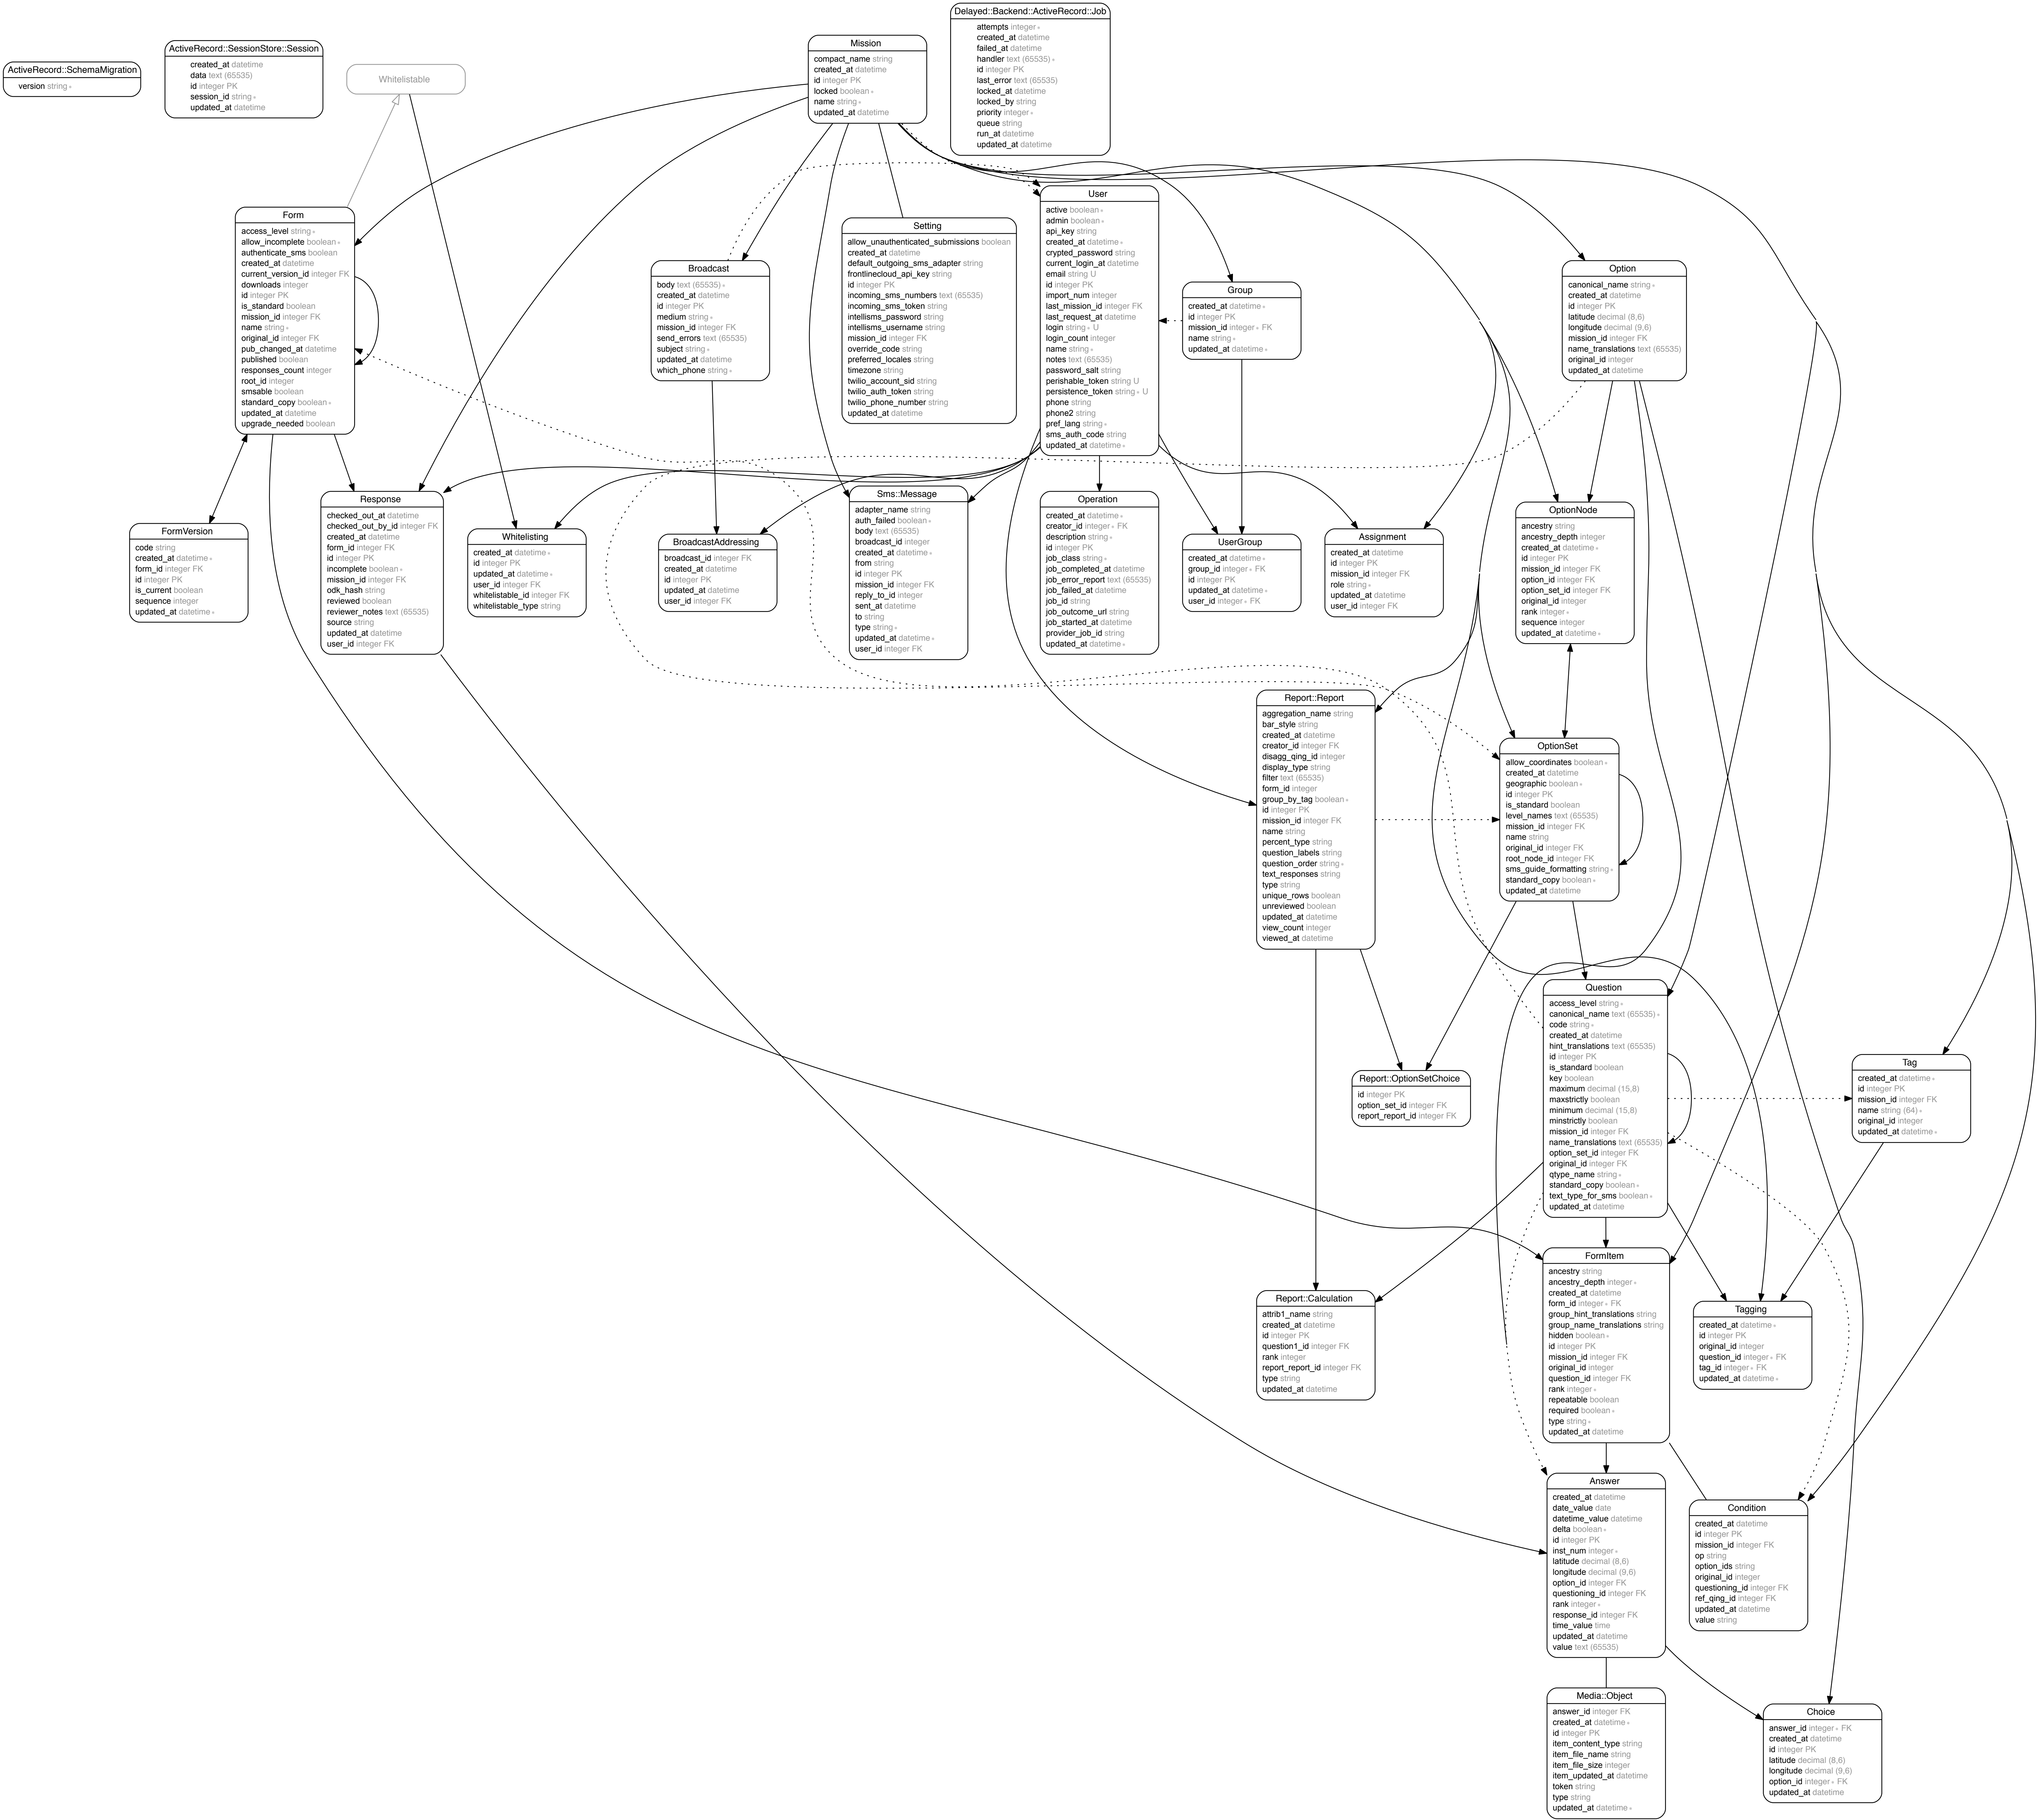 Delayed::Backend::ActiveRecord::Job
attempts integer ∗
created_at datetime
failed_at datetime
handler text (65535) ∗
id integer PK
last_error text (65535)
locked_at datetime
locked_by string
priority integer ∗
queue string
run_at datetime
updated_at datetime
Mission
compact_name string
created_at datetime
id integer PK
locked boolean ∗
name string ∗
updated_at datetime
ActiveRecord::SessionStore::Session
created_at datetime
data text (65535)
id integer PK
session_id string ∗
updated_at datetime
ActiveRecord::SchemaMigration
version string ∗
Whitelistable
User
active boolean ∗
admin boolean ∗
api_key string
created_at datetime ∗
crypted_password string
current_login_at datetime
email string U
id integer PK
import_num integer
last_mission_id integer FK
last_request_at datetime
login string ∗ U
login_count integer
name string ∗
notes text (65535)
password_salt string
perishable_token string U
persistence_token string ∗ U
phone string
phone2 string
pref_lang string ∗
sms_auth_code string
updated_at datetime ∗
Form
access_level string ∗
allow_incomplete boolean ∗
authenticate_sms boolean
created_at datetime
current_version_id integer FK
downloads integer
id integer PK
is_standard boolean
mission_id integer FK
name string ∗
original_id integer FK
pub_changed_at datetime
published boolean
responses_count integer
root_id integer
smsable boolean
standard_copy boolean ∗
updated_at datetime
upgrade_needed boolean
Setting
allow_unauthenticated_submissions boolean
created_at datetime
default_outgoing_sms_adapter string
frontlinecloud_api_key string
id integer PK
incoming_sms_numbers text (65535)
incoming_sms_token string
intellisms_password string
intellisms_username string
mission_id integer FK
override_code string
preferred_locales string
timezone string
twilio_account_sid string
twilio_auth_token string
twilio_phone_number string
updated_at datetime
Broadcast
body text (65535) ∗
created_at datetime
id integer PK
medium string ∗
mission_id integer FK
send_errors text (65535)
subject string ∗
updated_at datetime
which_phone string ∗
Option
canonical_name string ∗
created_at datetime
id integer PK
latitude decimal (8,6)
longitude decimal (9,6)
mission_id integer FK
name_translations text (65535)
original_id integer
updated_at datetime
Group
created_at datetime ∗
id integer PK
mission_id integer ∗ FK
name string ∗
updated_at datetime ∗
Response
checked_out_at datetime
checked_out_by_id integer FK
created_at datetime
form_id integer FK
id integer PK
incomplete boolean ∗
mission_id integer FK
odk_hash string
reviewed boolean
reviewer_notes text (65535)
source string
updated_at datetime
user_id integer FK
Sms::Message
adapter_name string
auth_failed boolean ∗
body text (65535)
broadcast_id integer
created_at datetime ∗
from string
id integer PK
mission_id integer FK
reply_to_id integer
sent_at datetime
to string
type string ∗
updated_at datetime ∗
user_id integer FK
Operation
created_at datetime ∗
creator_id integer ∗ FK
description string ∗
id integer PK
job_class string ∗
job_completed_at datetime
job_error_report text (65535)
job_failed_at datetime
job_id string
job_outcome_url string
job_started_at datetime
provider_job_id string
updated_at datetime ∗
OptionNode
ancestry string
ancestry_depth integer
created_at datetime ∗
id integer PK
mission_id integer FK
option_id integer FK
option_set_id integer FK
original_id integer
rank integer ∗
sequence integer
updated_at datetime ∗
FormVersion
code string
created_at datetime ∗
form_id integer FK
id integer PK
is_current boolean
sequence integer
updated_at datetime ∗
Whitelisting
created_at datetime ∗
id integer PK
updated_at datetime ∗
user_id integer FK
whitelistable_id integer FK
whitelistable_type string
BroadcastAddressing
broadcast_id integer FK
created_at datetime
id integer PK
updated_at datetime
user_id integer FK
UserGroup
created_at datetime ∗
group_id integer ∗ FK
id integer PK
updated_at datetime ∗
user_id integer ∗ FK
Assignment
created_at datetime
id integer PK
mission_id integer FK
role string ∗
updated_at datetime
user_id integer FK
Report::Report
aggregation_name string
bar_style string
created_at datetime
creator_id integer FK
disagg_qing_id integer
display_type string
filter text (65535)
form_id integer
group_by_tag boolean ∗
id integer PK
mission_id integer FK
name string
percent_type string
question_labels string
question_order string ∗
text_responses string
type string
unique_rows boolean
unreviewed boolean
updated_at datetime
view_count integer
viewed_at datetime
OptionSet
allow_coordinates boolean ∗
created_at datetime
geographic boolean ∗
id integer PK
is_standard boolean
level_names text (65535)
mission_id integer FK
name string
original_id integer FK
root_node_id integer FK
sms_guide_formatting string ∗
standard_copy boolean ∗
updated_at datetime
Question
access_level string ∗
canonical_name text (65535) ∗
code string ∗
created_at datetime
hint_translations text (65535)
id integer PK
is_standard boolean
key boolean
maximum decimal (15,8)
maxstrictly boolean
minimum decimal (15,8)
minstrictly boolean
mission_id integer FK
name_translations text (65535)
option_set_id integer FK
original_id integer FK
qtype_name string ∗
standard_copy boolean ∗
text_type_for_sms boolean ∗
updated_at datetime
Tag
created_at datetime ∗
id integer PK
mission_id integer FK
name string (64) ∗
original_id integer
updated_at datetime ∗
Report::OptionSetChoice
id integer PK
option_set_id integer FK
report_report_id integer FK
FormItem
ancestry string
ancestry_depth integer ∗
created_at datetime
form_id integer ∗ FK
group_hint_translations string
group_name_translations string
hidden boolean ∗
id integer PK
mission_id integer FK
original_id integer
question_id integer FK
rank integer ∗
repeatable boolean
required boolean ∗
type string ∗
updated_at datetime
Report::Calculation
attrib1_name string
created_at datetime
id integer PK
question1_id integer FK
rank integer
report_report_id integer FK
type string
updated_at datetime
Tagging
created_at datetime ∗
id integer PK
original_id integer
question_id integer ∗ FK
tag_id integer ∗ FK
updated_at datetime ∗
Answer
created_at datetime
date_value date
datetime_value datetime
delta boolean ∗
id integer PK
inst_num integer ∗
latitude decimal (8,6)
longitude decimal (9,6)
option_id integer FK
questioning_id integer FK
rank integer ∗
response_id integer FK
time_value time
updated_at datetime
value text (65535)
Condition
created_at datetime
id integer PK
mission_id integer FK
op string
option_ids string
original_id integer
questioning_id integer FK
ref_qing_id integer FK
updated_at datetime
value string
Media::Object
answer_id integer FK
created_at datetime ∗
id integer PK
item_content_type string
item_file_name string
item_file_size integer
item_updated_at datetime
token string
type string
updated_at datetime ∗
Choice
answer_id integer ∗ FK
created_at datetime
id integer PK
latitude decimal (8,6)
longitude decimal (9,6)
option_id integer ∗ FK
updated_at datetime